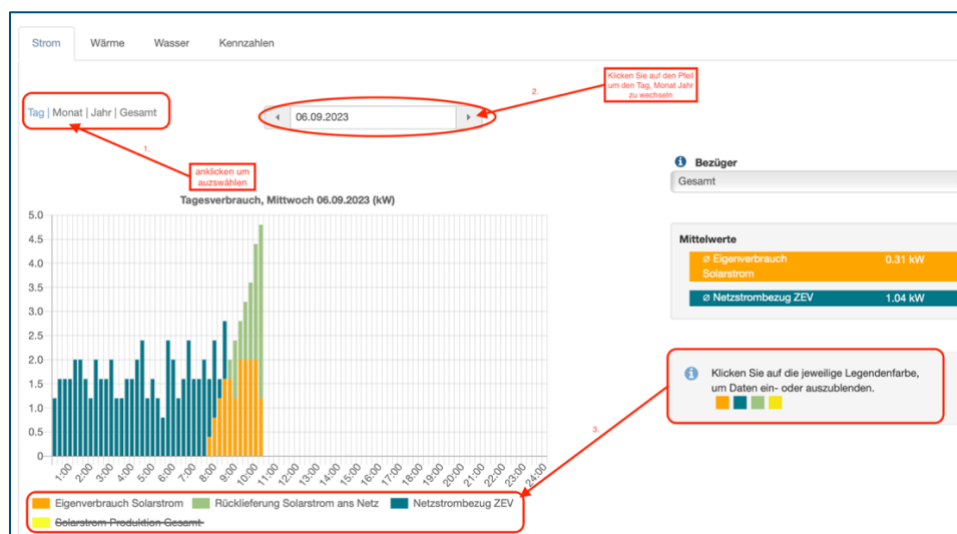 Strom Wärme Wasser Kennzahlen
Klicken Sie auf den Pfeil
um den Tag, Monat Jahr
zu wechseln
2.
Tag | Monat | Jahr | Gesamt
06.09.2023
1.
anklicken um
auzswählen
Bezüger
Gesamt
Tagesverbrauch, Mittwoch 06.09.2023 (kW)
5.0
4.5
4.0
3.5
3.0
2.5
2.0
1.5
1.0
0.5
0
1:00 2:00 3:00 4:00 5:00 6:00 7:00 8:00 9:00 10:00 11:00 12:00 13:00 14:00 15:00 16:00 17:00 18:00 19:00 20:00 21:00 22:00 23:00 24:00
Mittelwerte
ø Eigenverbrauch 0.31 kW
Solarstrom
ø Netzstrombezug ZEV 1.04 kW
Klicken Sie auf die jeweilige Legendenfarbe,
um Daten ein- oder auszublenden.
3.
Eigenverbrauch Solarstrom Rücklieferung Solarstrom ans Netz Netzstrombezug ZEV
Solarstrom Produktion Gesamt